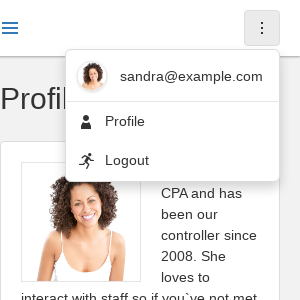 sandra@example.com
Profil
Profile
Logout
CPA and has
been our
controller since
2008. She
loves to
interact with staff so if you`ve not met